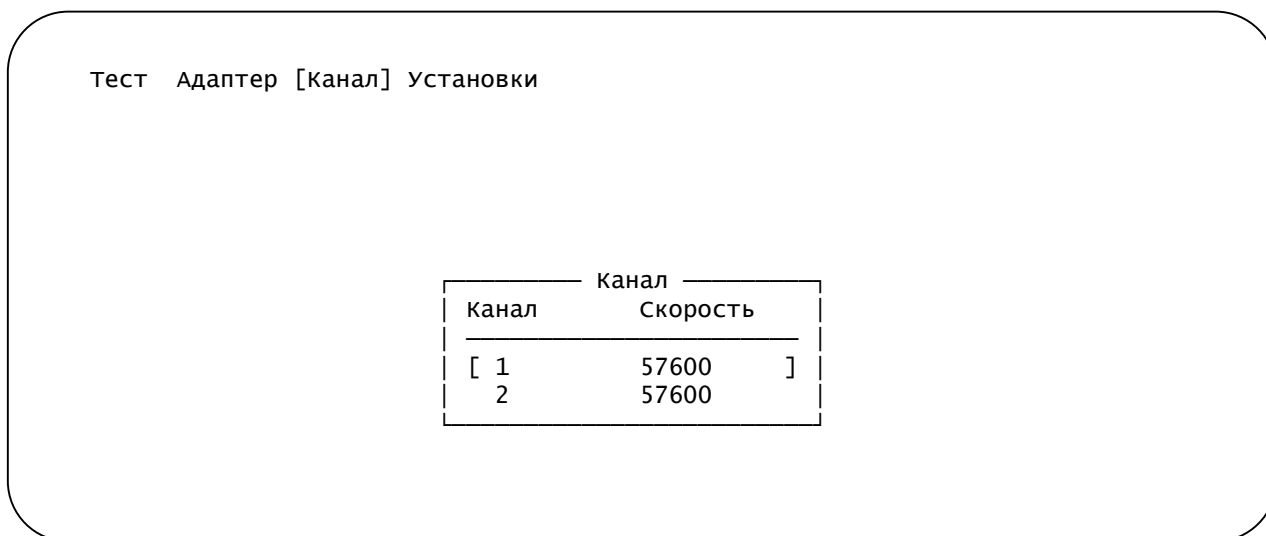 Тест Адаптер [Канал] Установки
Канал
Канал Скорость
[ 1 57600 ]
2 57600